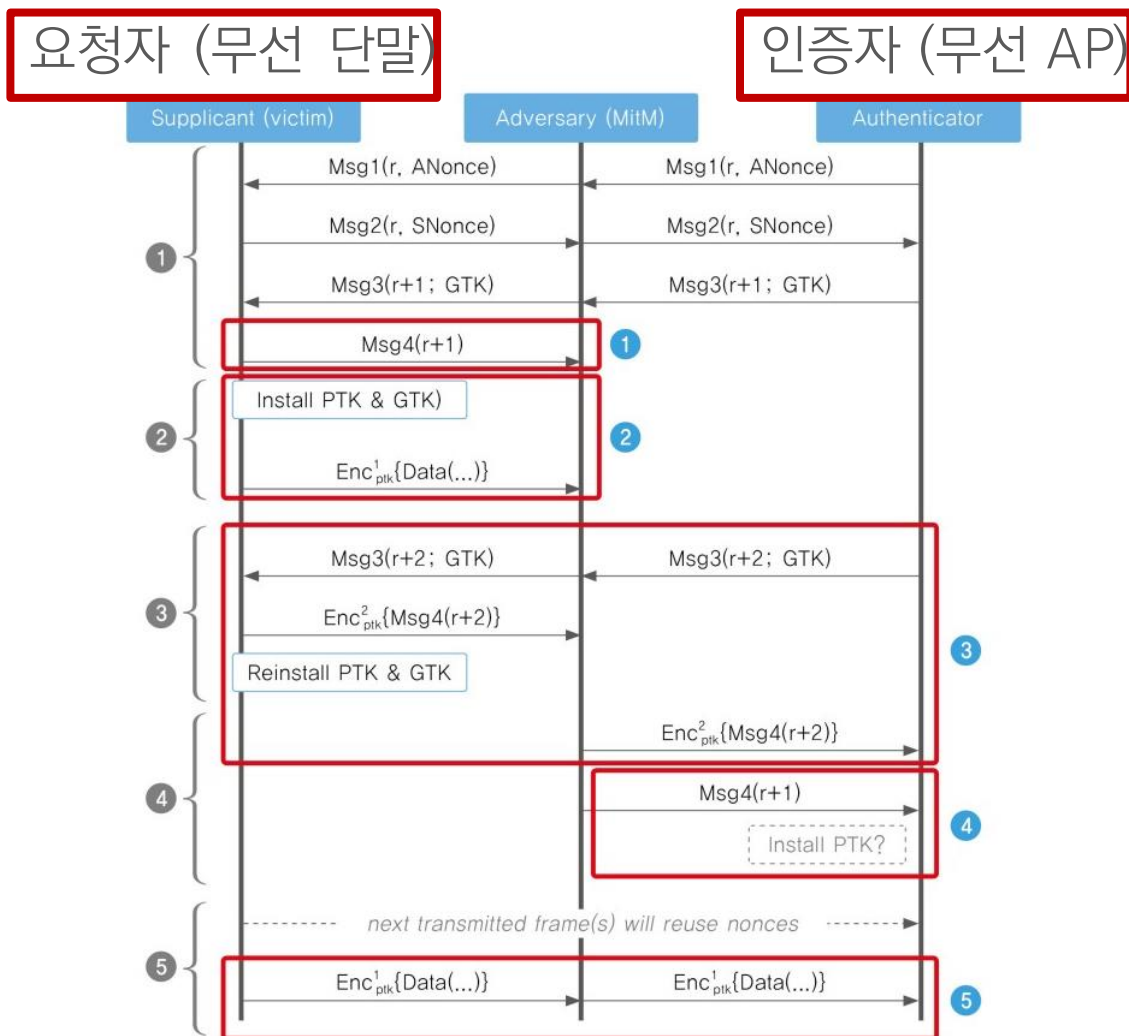 요청자 (무선 단말)
인증자 (무선 AP)
Supplicant (victim)
Adversary (MitM)
Authenticator
Msg1(r, ANonce)
Msg1(r, ANonce)
Msg2(r, SNonce)
Msg2(r, SNonce)
1
Msg3(r+1; GTK)
Msg3(r+1; GTK)
Msg4(r+1)
1
Install PTK & GTK)
2
2
Enc¹ptk{Data(...)}
Msg3(r+2; GTK)
Msg3(r+2; GTK)
3
Enc²ptk{Msg4(r+2)}
3
Reinstall PTK & GTK
Enc²ptk{Msg4(r+2)}
4
Msg4(r+1)
4
Install PTK?
next transmitted frame(s) will reuse nonces
5
Enc¹ptk{Data(...)}
Enc¹ptk{Data(...)}
5